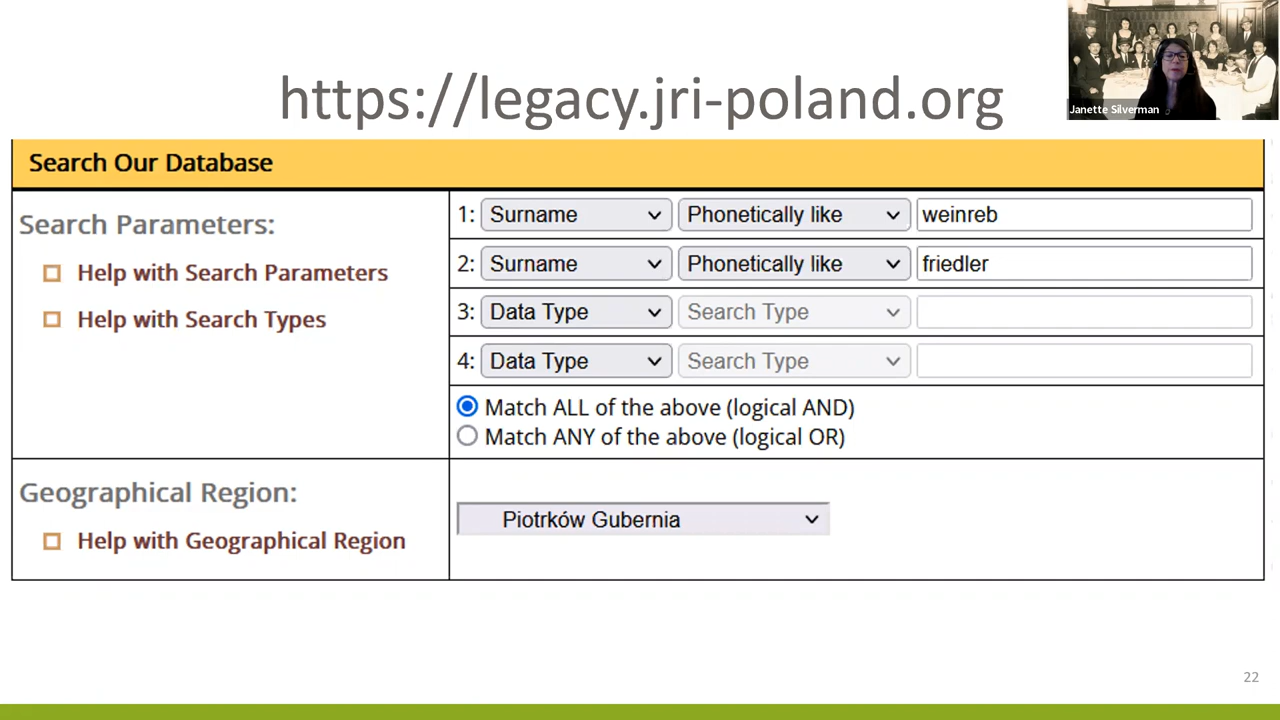 https://legacy.jri-poland.org
Janette Silverman
Search Our Database
Search Parameters:
Help with Search Parameters
Help with Search Types
1: Surname Phonetically like weinreb
2: Surname Phonetically like friedler
3: Data Type Search Type
4: Data Type Search Type
Match ALL of the above (logical AND)
Match ANY of the above (logical OR)
Geographical Region:
Help with Geographical Region
Piotrków Gubernia
22